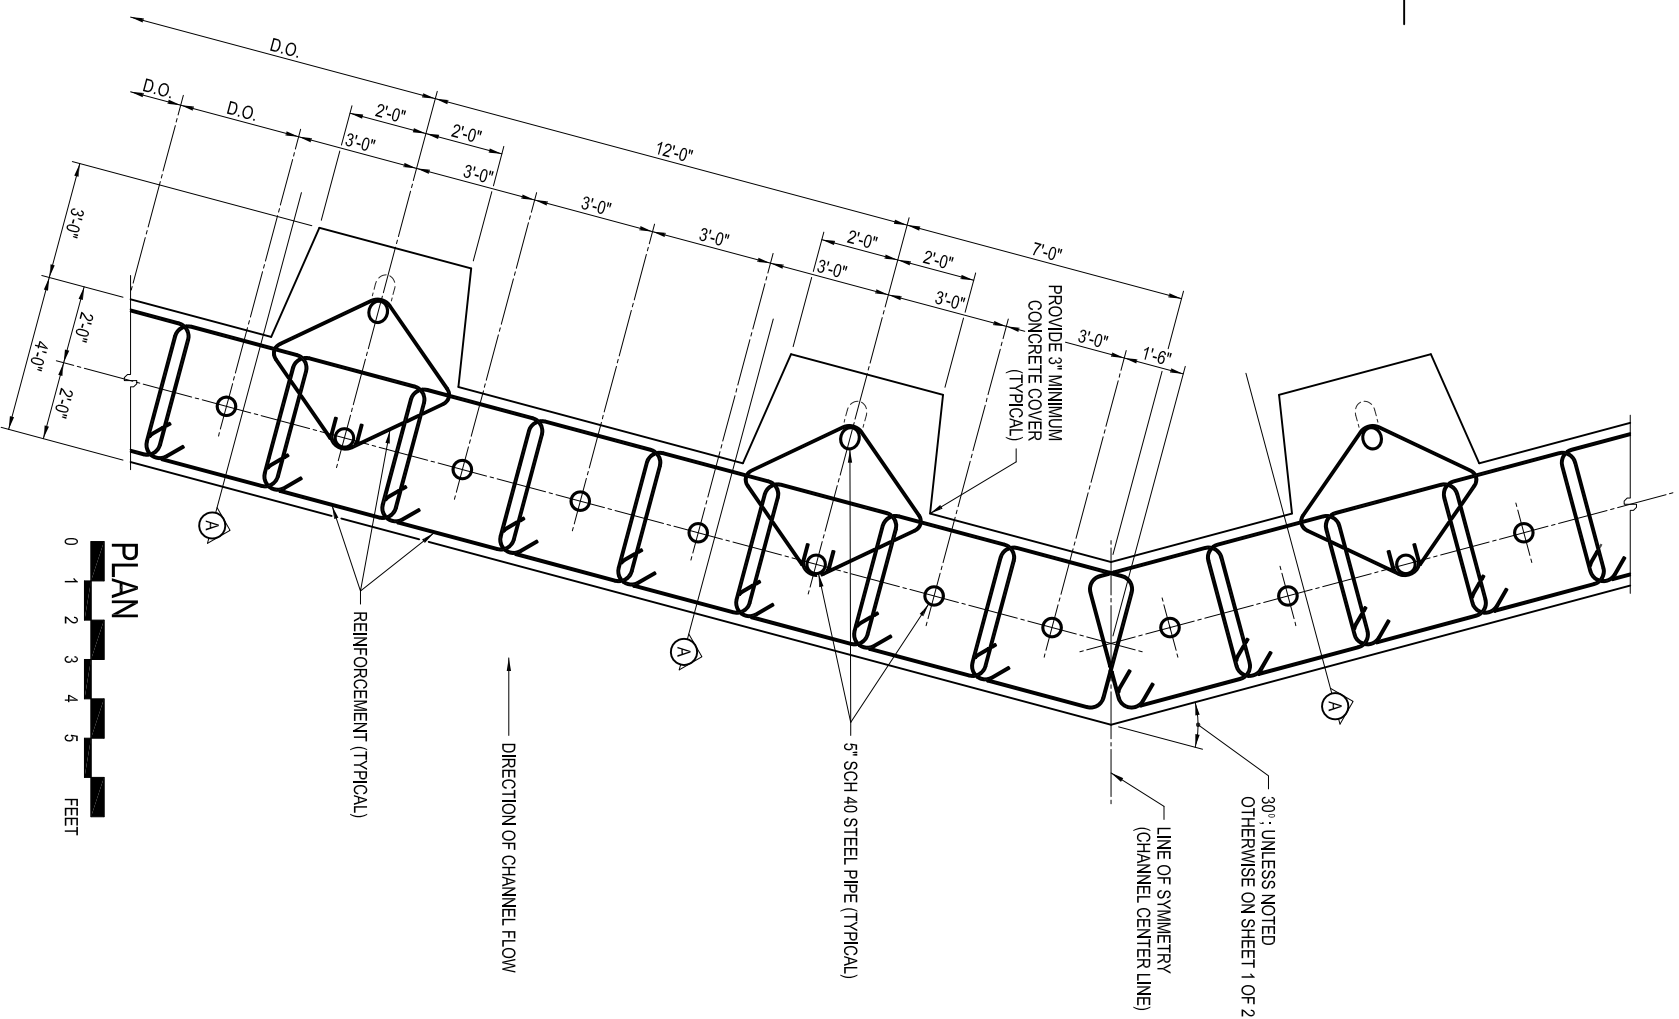 D.O.
12'-0"
7'-0"
D.O.
D.O.
2'-0"
2'-0"
3'-0"
3'-0"
3'-0"
3'-0"
2'-0"
2'-0"
3'-0"
3'-0"
3'-0"
1'-6"
3'-0"
2'-0"
4'-0"
2'-0"
PROVIDE 3" MINIMUM
CONCRETE COVER
(TYPICAL)
A
A
A
30°; UNLESS NOTED
OTHERWISE ON SHEET 1 OF 2
LINE OF SYMMETRY
(CHANNEL CENTER LINE)
5" SCH 40 STEEL PIPE (TYPICAL)
DIRECTION OF CHANNEL FLOW
REINFORCEMENT (TYPICAL)
PLAN
0 1 2 3 4 5 FEET